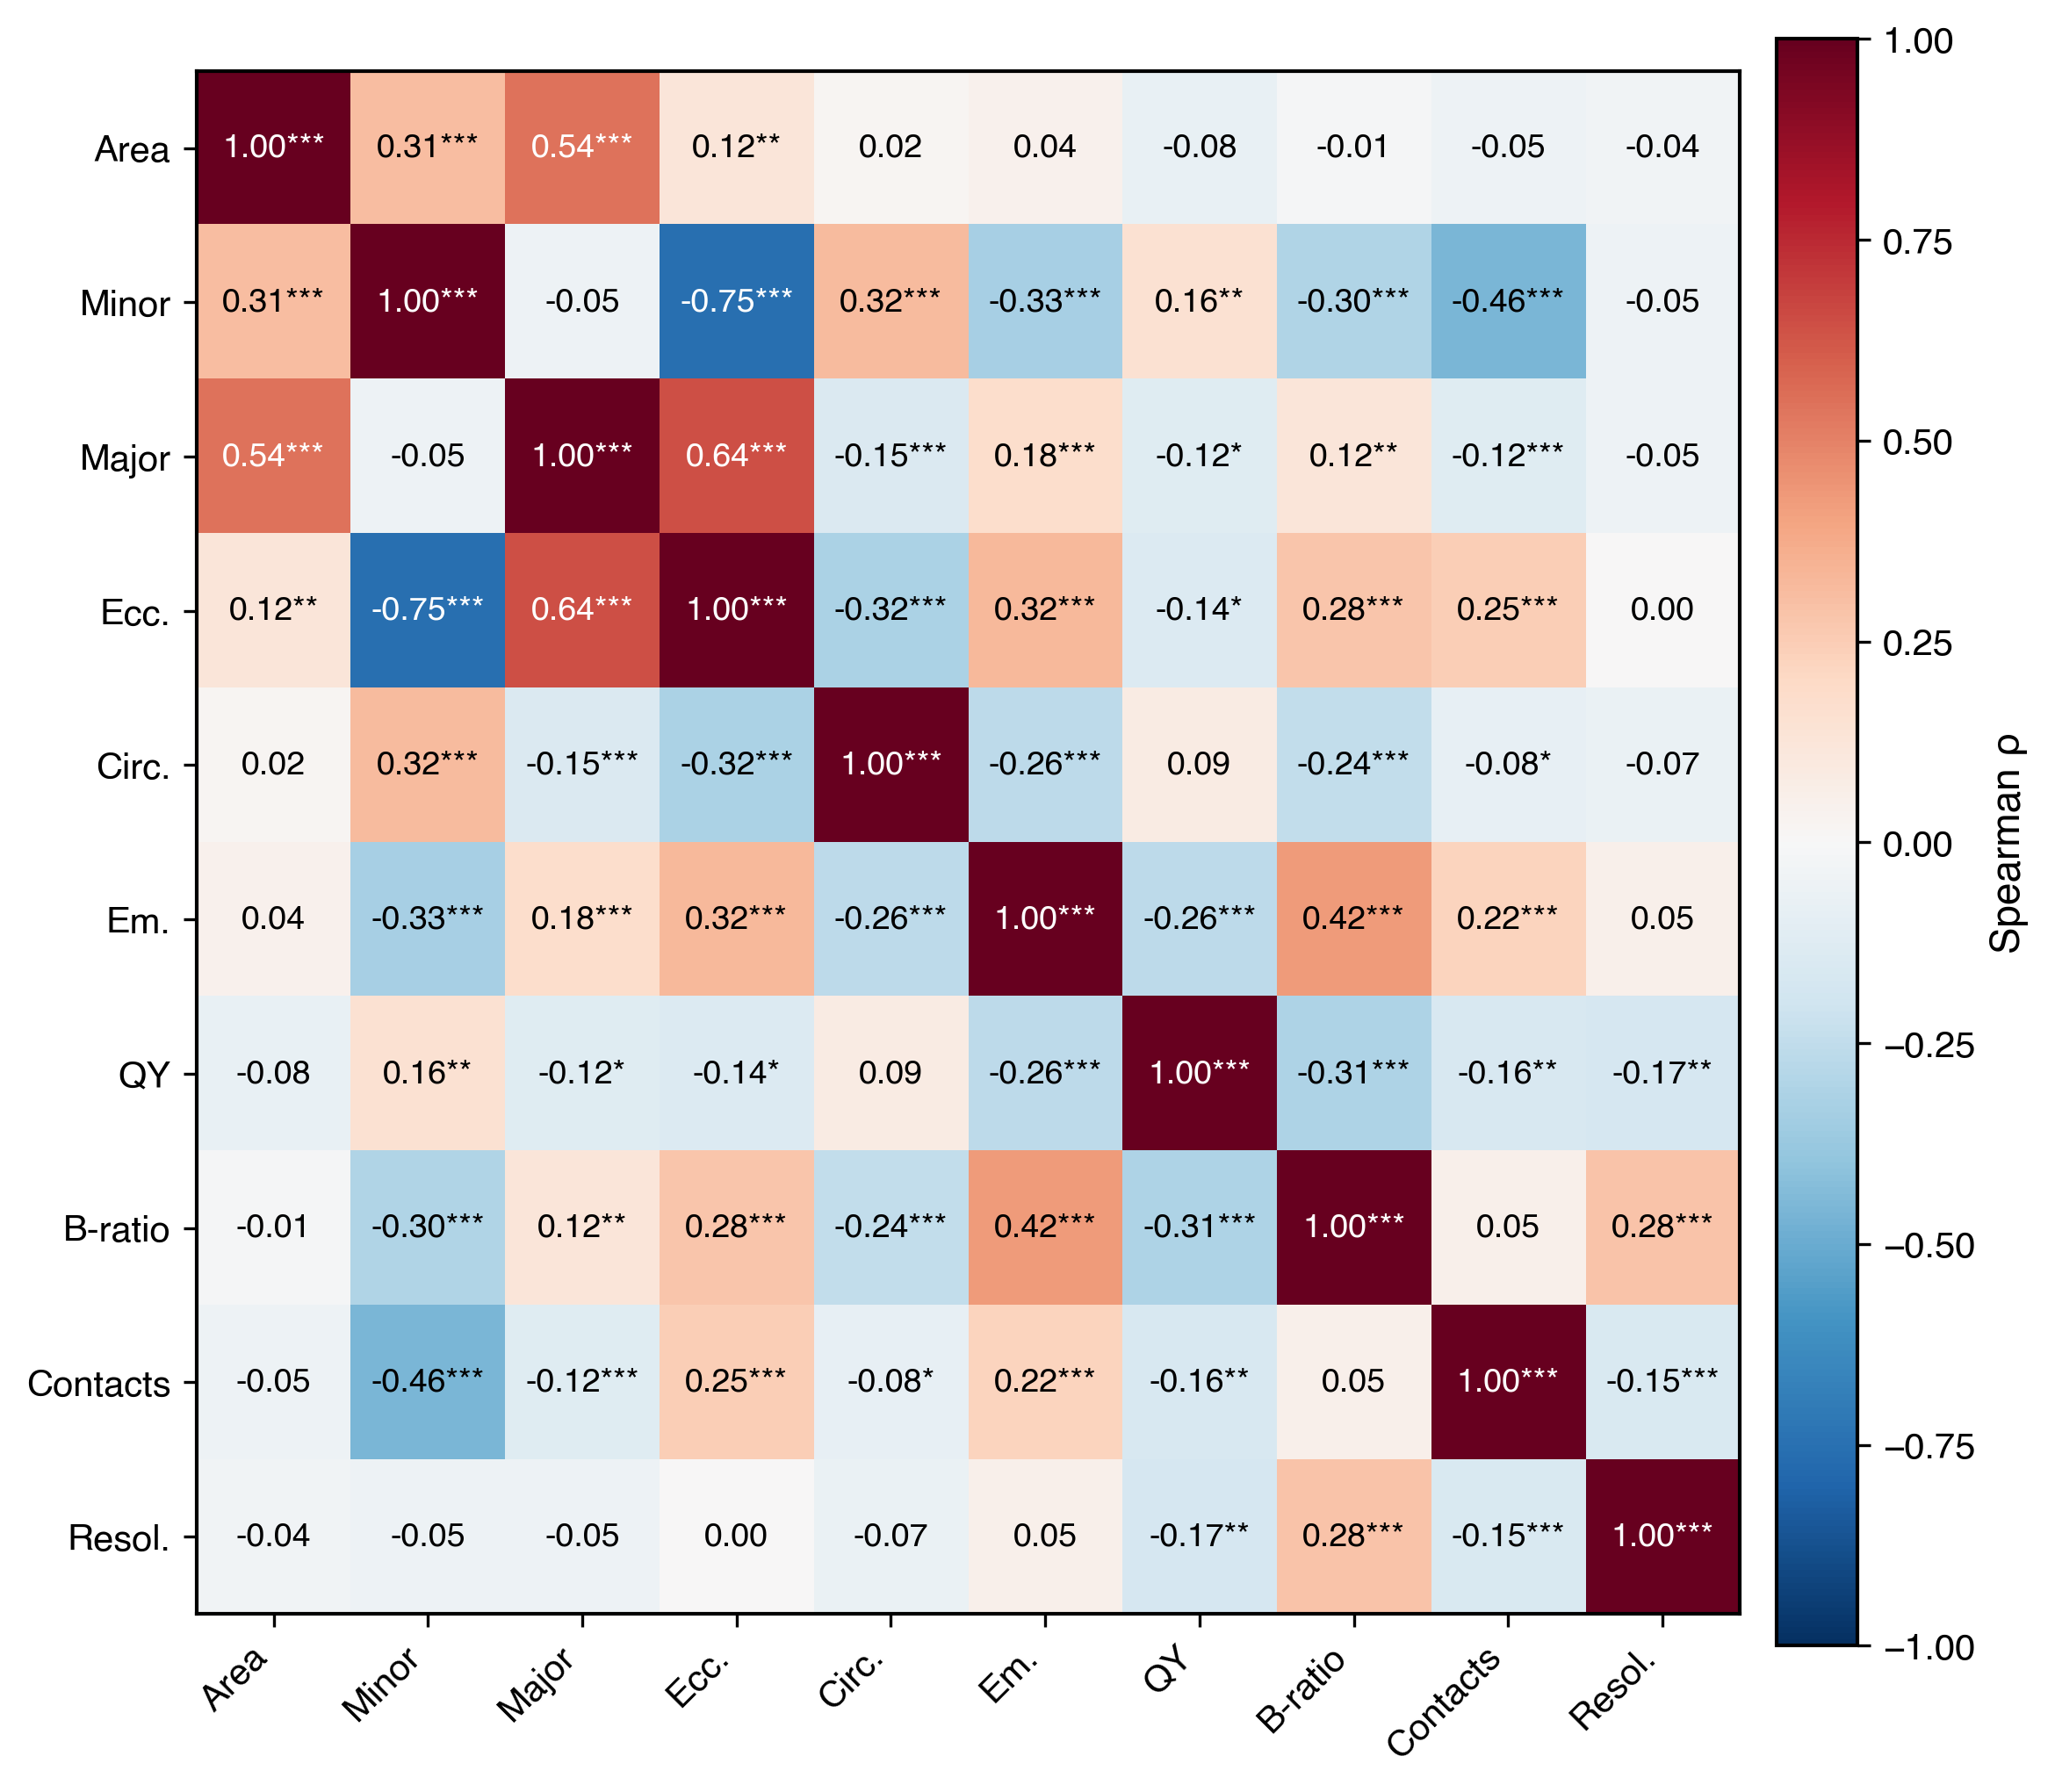 Area 1.00*** 0.31*** 0.54*** 0.12** 0.02 0.04 -0.08 -0.01 -0.05 -0.04
Minor 0.31*** 1.00*** -0.05 -0.75*** 0.32*** -0.33*** 0.16** -0.30*** -0.46*** -0.05
Major 0.54*** -0.05 1.00*** 0.64*** -0.15*** 0.18*** -0.12* 0.12** -0.12*** -0.05
Ecc. 0.12** -0.75*** 0.64*** 1.00*** -0.32*** 0.32*** -0.14* 0.28*** 0.25*** 0.00
Circ. 0.02 0.32*** -0.15*** -0.32*** 1.00*** -0.26*** 0.09 -0.24*** -0.08* -0.07
Em. 0.04 -0.33*** 0.18*** 0.32*** -0.26*** 1.00*** -0.26*** 0.42*** 0.22*** 0.05
QY -0.08 0.16** -0.12* -0.14* 0.09 -0.26*** 1.00*** -0.31*** -0.16** -0.17**
B-ratio -0.01 -0.30*** 0.12** 0.28*** -0.24*** 0.42*** -0.31*** 1.00*** 0.05 0.28***
Contacts -0.05 -0.46*** -0.12*** 0.25*** -0.08* 0.22*** -0.16** 0.05 1.00*** -0.15***
Resol. -0.04 -0.05 -0.05 0.00 -0.07 0.05 -0.17** 0.28*** -0.15*** 1.00***
Area Minor Major Ecc. Circ. Em. QY B-ratio Contacts Resol.
1.00
0.75
0.50
0.25
0.00
−0.25
−0.50
−0.75
−1.00
Spearman ρ